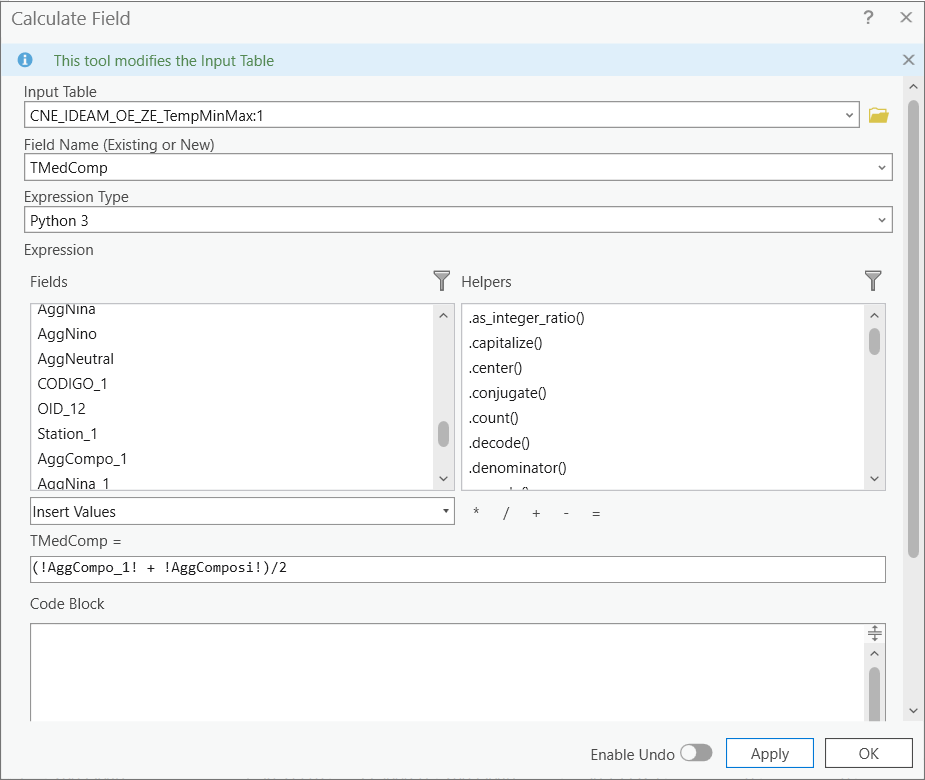 Calculate Field ?
This tool modifies the Input Table
Input Table
CNE_IDEAM_OE_ZE_TempMinMax:1
Field Name (Existing or New)
TMedComp
Expression Type
Python 3
Expression
Fields
Helpers
AggNina
AggNino
AggNeutral
CODIGO_1
OID_12
Station_1
AggCompo_1
AggNina_1
.as_integer_ratio()
.capitalize()
.center()
.conjugate()
.count()
.decode()
.denominator()
Insert Values
* / + - =
TMedComp =
(!AggCompo_1! + !AggComposi!)/2
Code Block
Enable Undo
Apply
OK